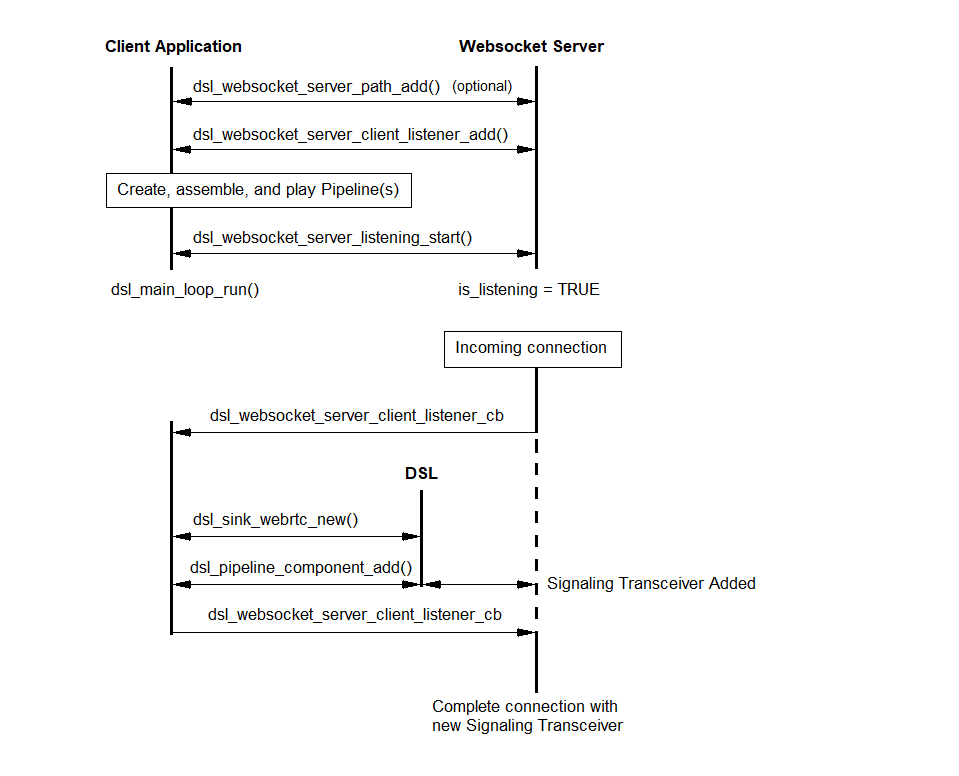 Client Application
Websocket Server
dsl_websocket_server_path_add() (optional)
dsl_websocket_server_client_listener_add()
Create, assemble, and play Pipeline(s)
dsl_websocket_server_listening_start()
dsl_main_loop_run()
is_listening = TRUE
Incoming connection
dsl_websocket_server_client_listener_cb
DSL
dsl_sink_webrtc_new()
dsl_pipeline_component_add()
Signaling Transceiver Added
dsl_websocket_server_client_listener_cb
Complete connection with
new Signaling Transceiver